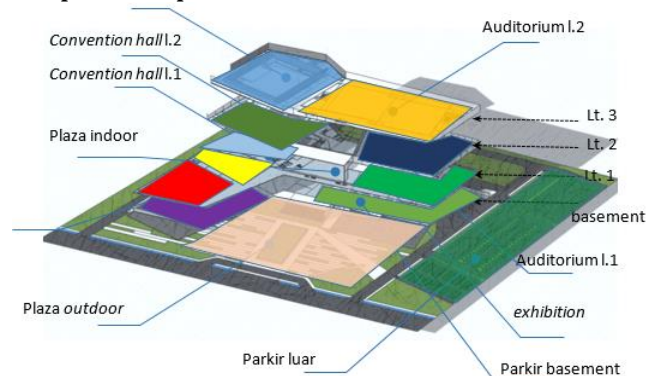 Auditorium l.2
Convention hall l.2
Convention hall l.1
Lt. 3
Plaza indoor
Lt. 2
Lt. 1
basement
Auditorium l.1
Plaza outdoor
exhibition
Parkir luar
Parkir basement